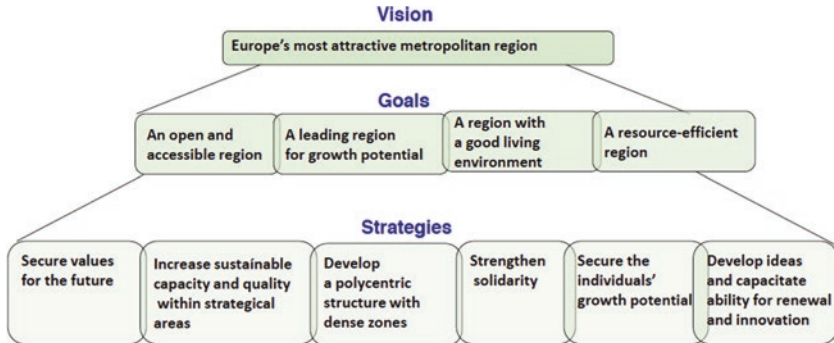 Vision
Europe's most attractive metropolitan region
Goals
An open and
accessible region
A leading region
for growth potential
A region with
a good living
environment
A resource-efficient
region
Strategies
Secure values
for the future
Increase sustainable
capacity and quality
within strategical
areas
Develop
a polycentric
structure with
dense zones
Strengthen
solidarity
Secure the
individuals'
growth potential
Develop ideas
and capacitate
ability for renewal
and innovation